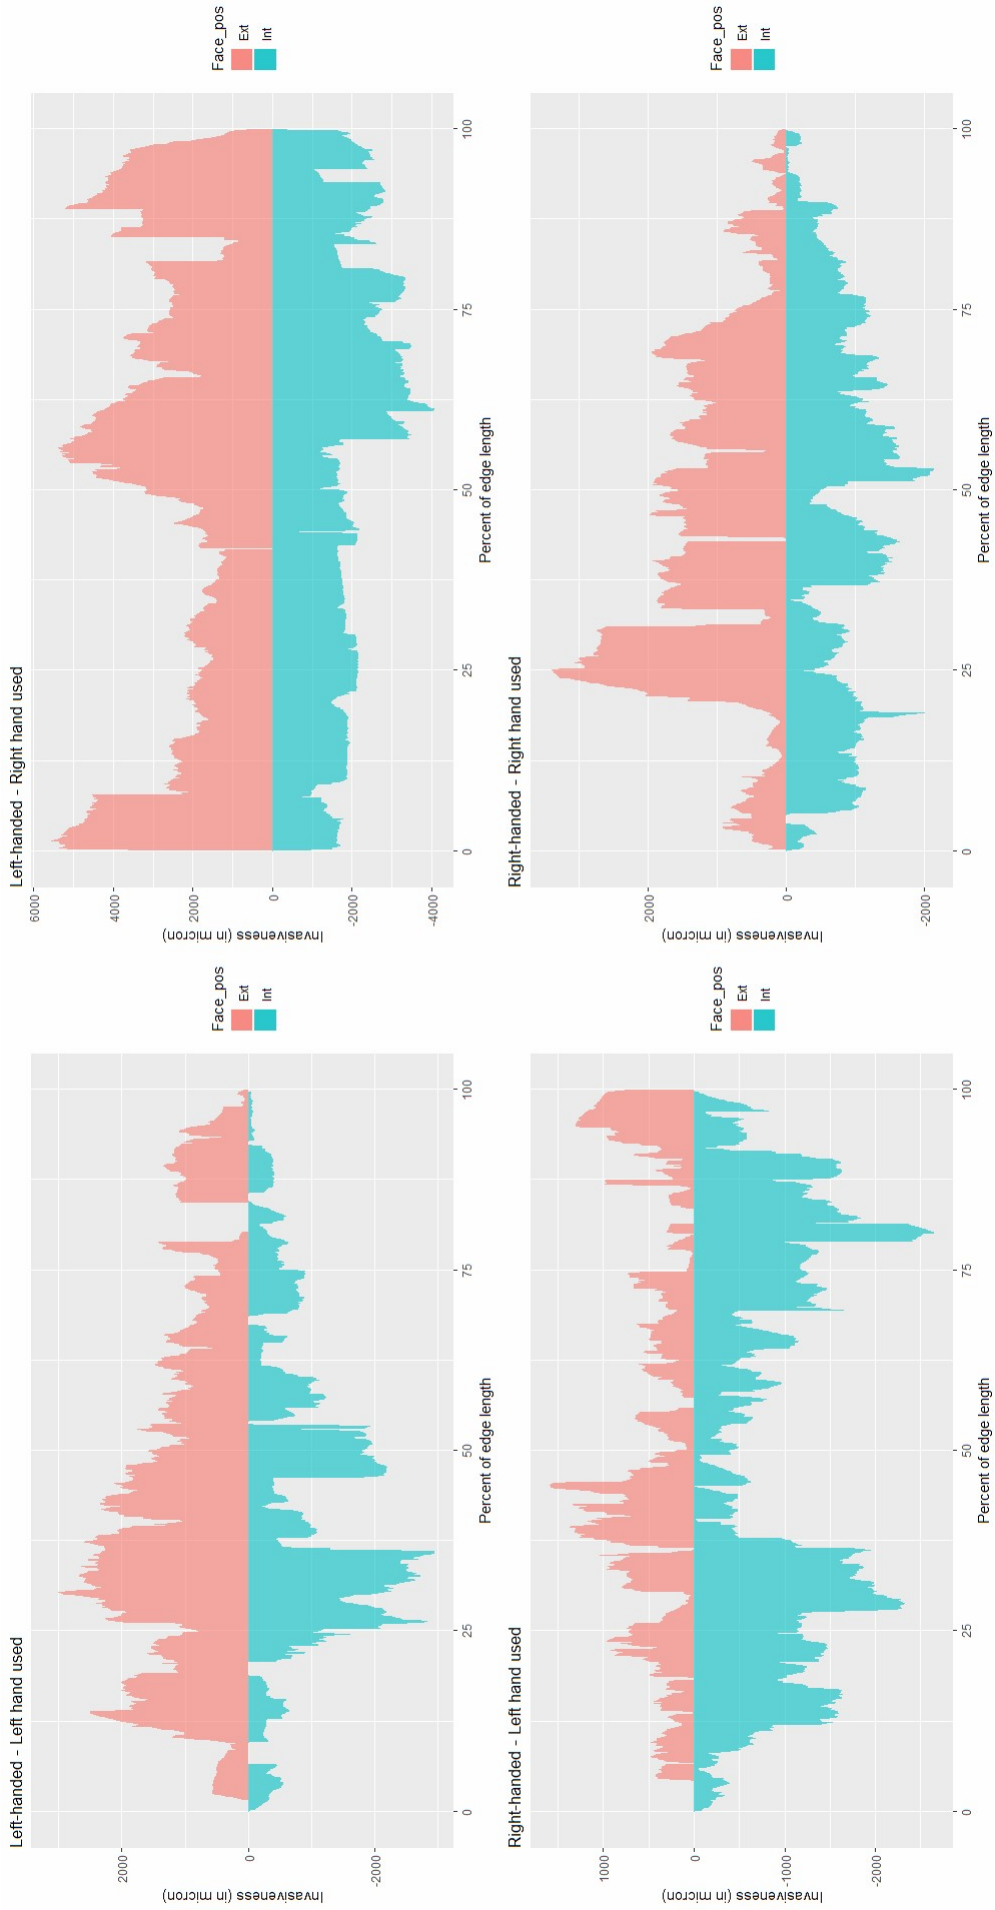 Left-handed - Left hand used
Invasiveness (in micron)
2000
0
-2000
0
25
50
75
100
Percent of edge length
Face_pos
Ext
Int
Left-handed - Right hand used
Invasiveness (in micron)
6000
4000
2000
0
-2000
-4000
0
25
50
75
100
Percent of edge length
Face_pos
Ext
Int
Right-handed - Left hand used
Invasiveness (in micron)
1000
0
-1000
-2000
0
25
50
75
100
Percent of edge length
Face_pos
Ext
Int
Right-handed - Right hand used
Invasiveness (in micron)
2000
0
-2000
0
25
50
75
100
Percent of edge length
Face_pos
Ext
Int